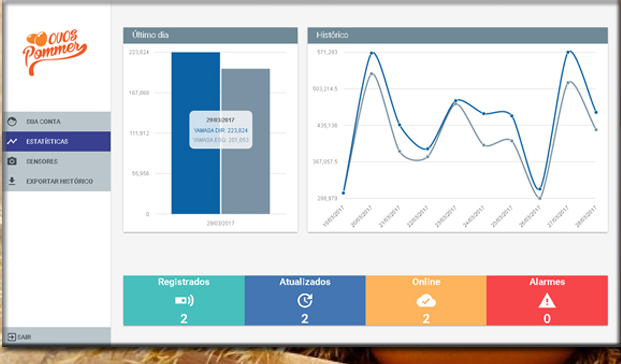 OVOS
Pommer
SUA CONTA
ESTATÍSTICAS
SENSORES
EXPORTAR HISTÓRICO
SAIR
Último dia
223,824
167,868
111,912
55,956
0
29/03/2017
YAMASA DIR: 223,824
YAMASA ESQ: 201,053
29/03/2017
Histórico
571,293
503,214.5
435,136
367,057.5
298,979
19/03/2017
20/03/2017
21/03/2017
22/03/2017
23/03/2017
24/03/2017
25/03/2017
26/03/2017
27/03/2017
28/03/2017
Registrados
2
Atualizados
2
Online
2
Alarmes
0